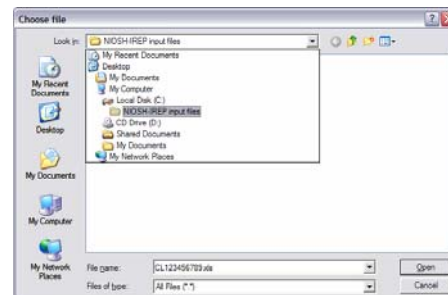 Choose file
Look in:
NIOSH-IREP input files
My Recent Documents
Desktop
My Documents
My Computer
Local Disk (C:)
NIOSH-IREP input files
CD Drive (D:)
Shared Documents
My Documents
My Network Places
My Recent
Documents
Desktop
My Documents
My Computer
My Network
Places
File name:
CL123456789.xls
Open
Files of type:
All Files (*.*)
Cancel